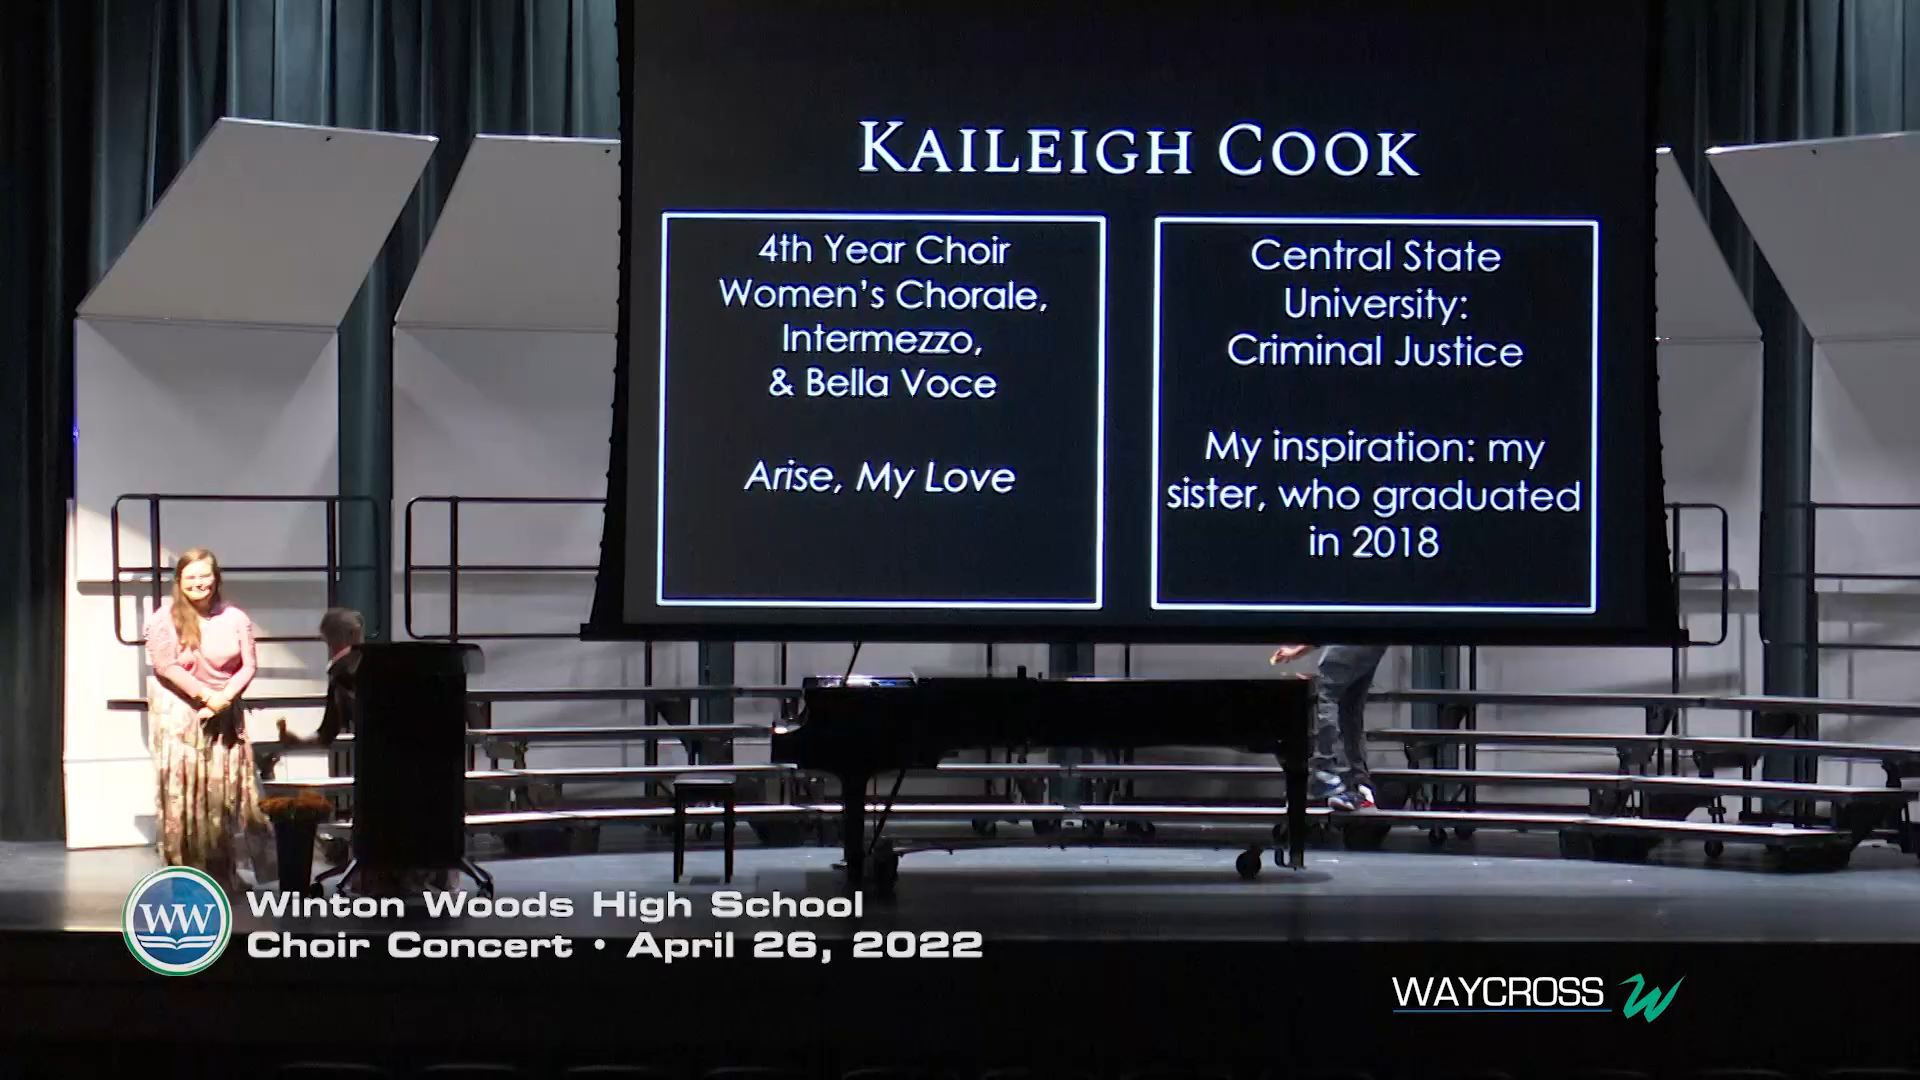 KAILEIGH COOK
4th Year Choir
Women's Chorale,
Intermezzo,
& Bella Voce
Arise, My Love
Central State
University:
Criminal Justice
My inspiration: my
sister, who graduated
in 2018
WW
Winton Woods High School
Choir Concert • April 26, 2022
WAYCROSS W